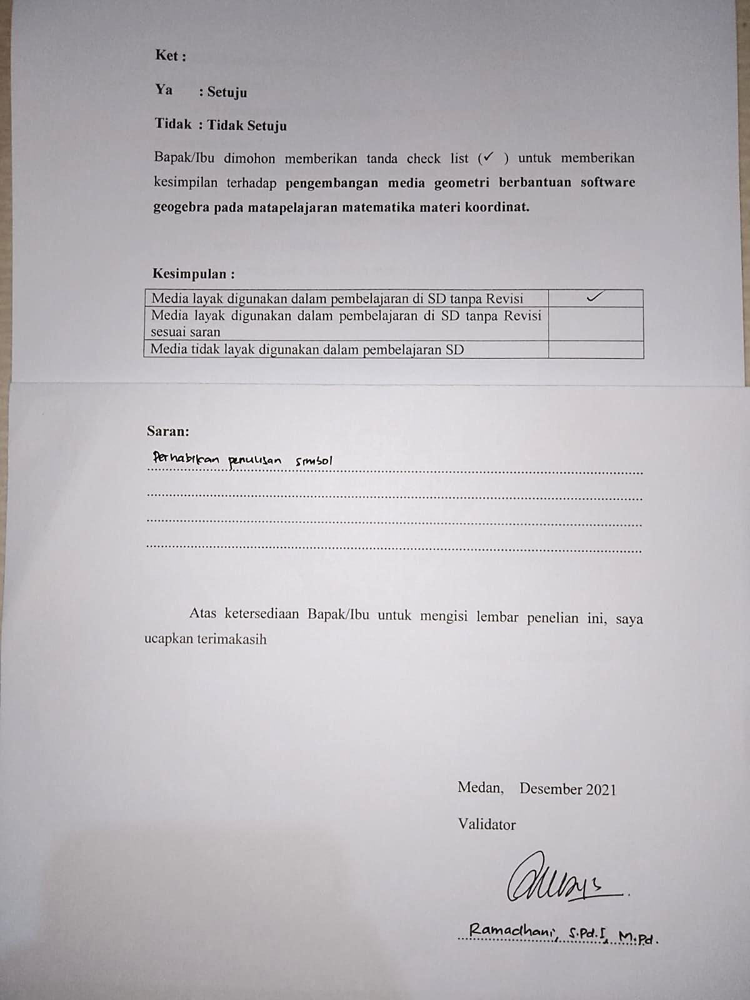 Ket :
Ya : Setuju
Tidak : Tidak Setuju
Bapak/Ibu dimohon memberikan tanda check list (✓ ) untuk memberikan
kesimpilan terhadap pengembangan media geometri berbantuan software
geogebra pada matapelajaran matematika materi koordinat.
Kesimpulan :
Media layak digunakan dalam pembelajaran di SD tanpa Revisi ✓
Media layak digunakan dalam pembelajaran di SD tanpa Revisi
sesuai saran
Media tidak layak digunakan dalam pembelajaran SD
Saran:
Perhatikan penulisan simbol
Atas ketersediaan Bapak/Ibu untuk mengisi lembar penelian ini, saya
ucapkan terimakasih
Medan, Desember 2021
Validator
Ramadhani, S.Pd.I, M.Pd.